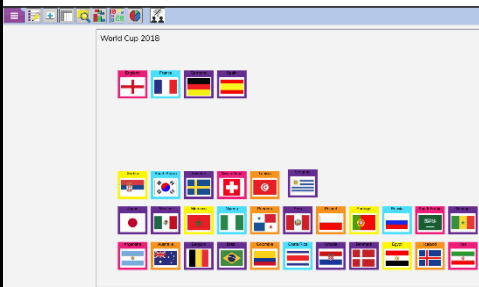 World Cup 2018
England France Germany Spain
Serbia South Korea Sweden Switzerland Tunisia Uruguay
Japan Mexico Morocco Nigeria Panama Peru Poland Portugal Russia Saudi Arabia Senegal
Argentina Australia Belgium Brazil Colombia Costa Rica Croatia Denmark Egypt Iceland Iran